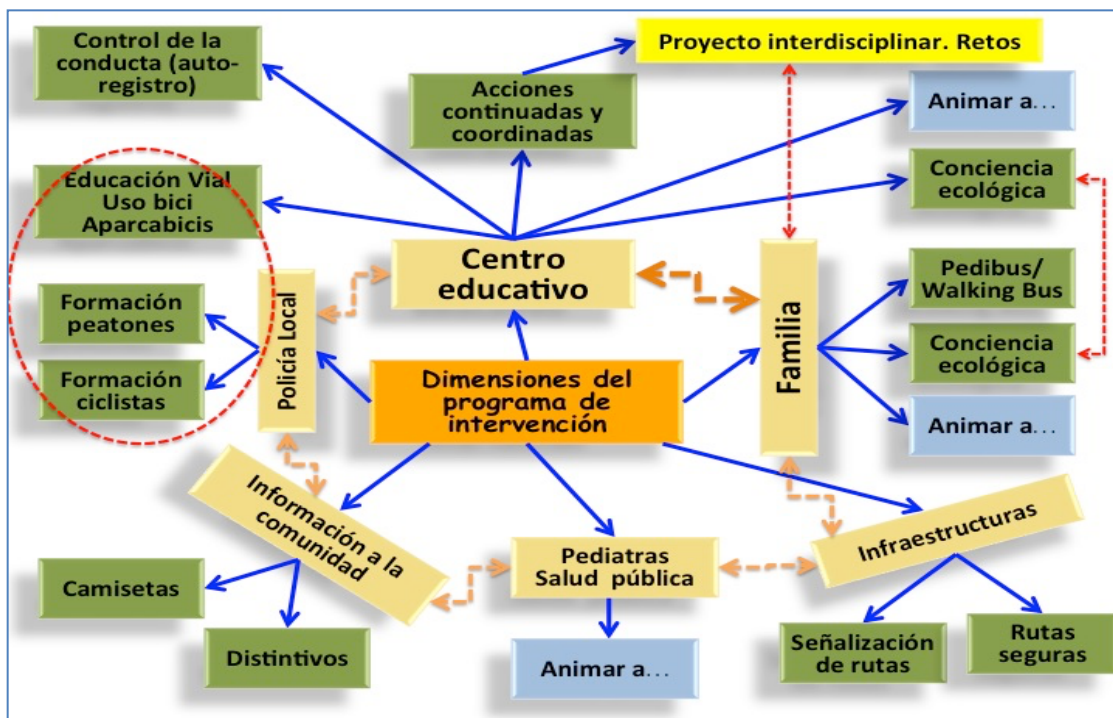 Control de la
conducta (auto-
registro)
Proyecto interdisciplinar. Retos
Acciones
continuadas y
coordinadas
Animar a...
Educación Vial
Uso bici
Aparcabicis
Conciencia
ecológica
Centro
educativo
Pedibus/
Walking Bus
Formación
peatones
Policía Local
Familia
Conciencia
ecológica
Formación
ciclistas
Dimensiones del
programa de
intervención
Animar a...
Información a la
comunidad
Infraestructuras
Pediatras
Salud pública
Camisetas
Distintivos
Animar a...
Señalización
de rutas
Rutas
seguras